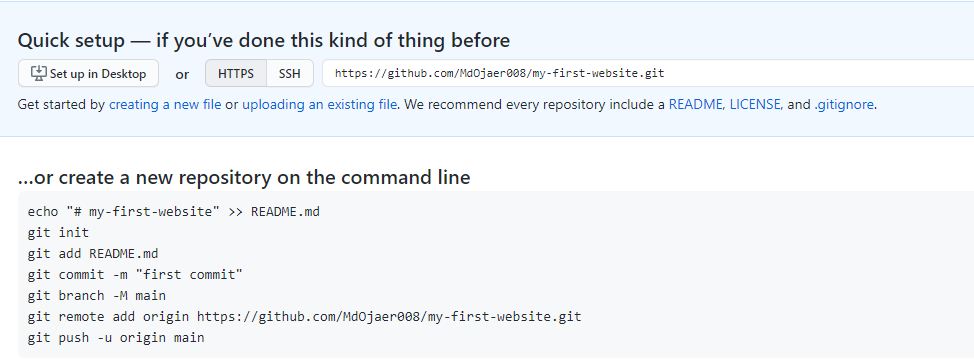 Quick setup — if you’ve done this kind of thing before
Set up in Desktop or HTTPS SSH https://github.com/MdOjaer008/my-first-website.git
Get started by creating a new file or uploading an existing file. We recommend every repository include a README, LICENSE, and .gitignore.
…or create a new repository on the command line
echo "# my-first-website" >> README.md
git init
git add README.md
git commit -m "first commit"
git branch -M main
git remote add origin https://github.com/MdOjaer008/my-first-website.git
git push -u origin main